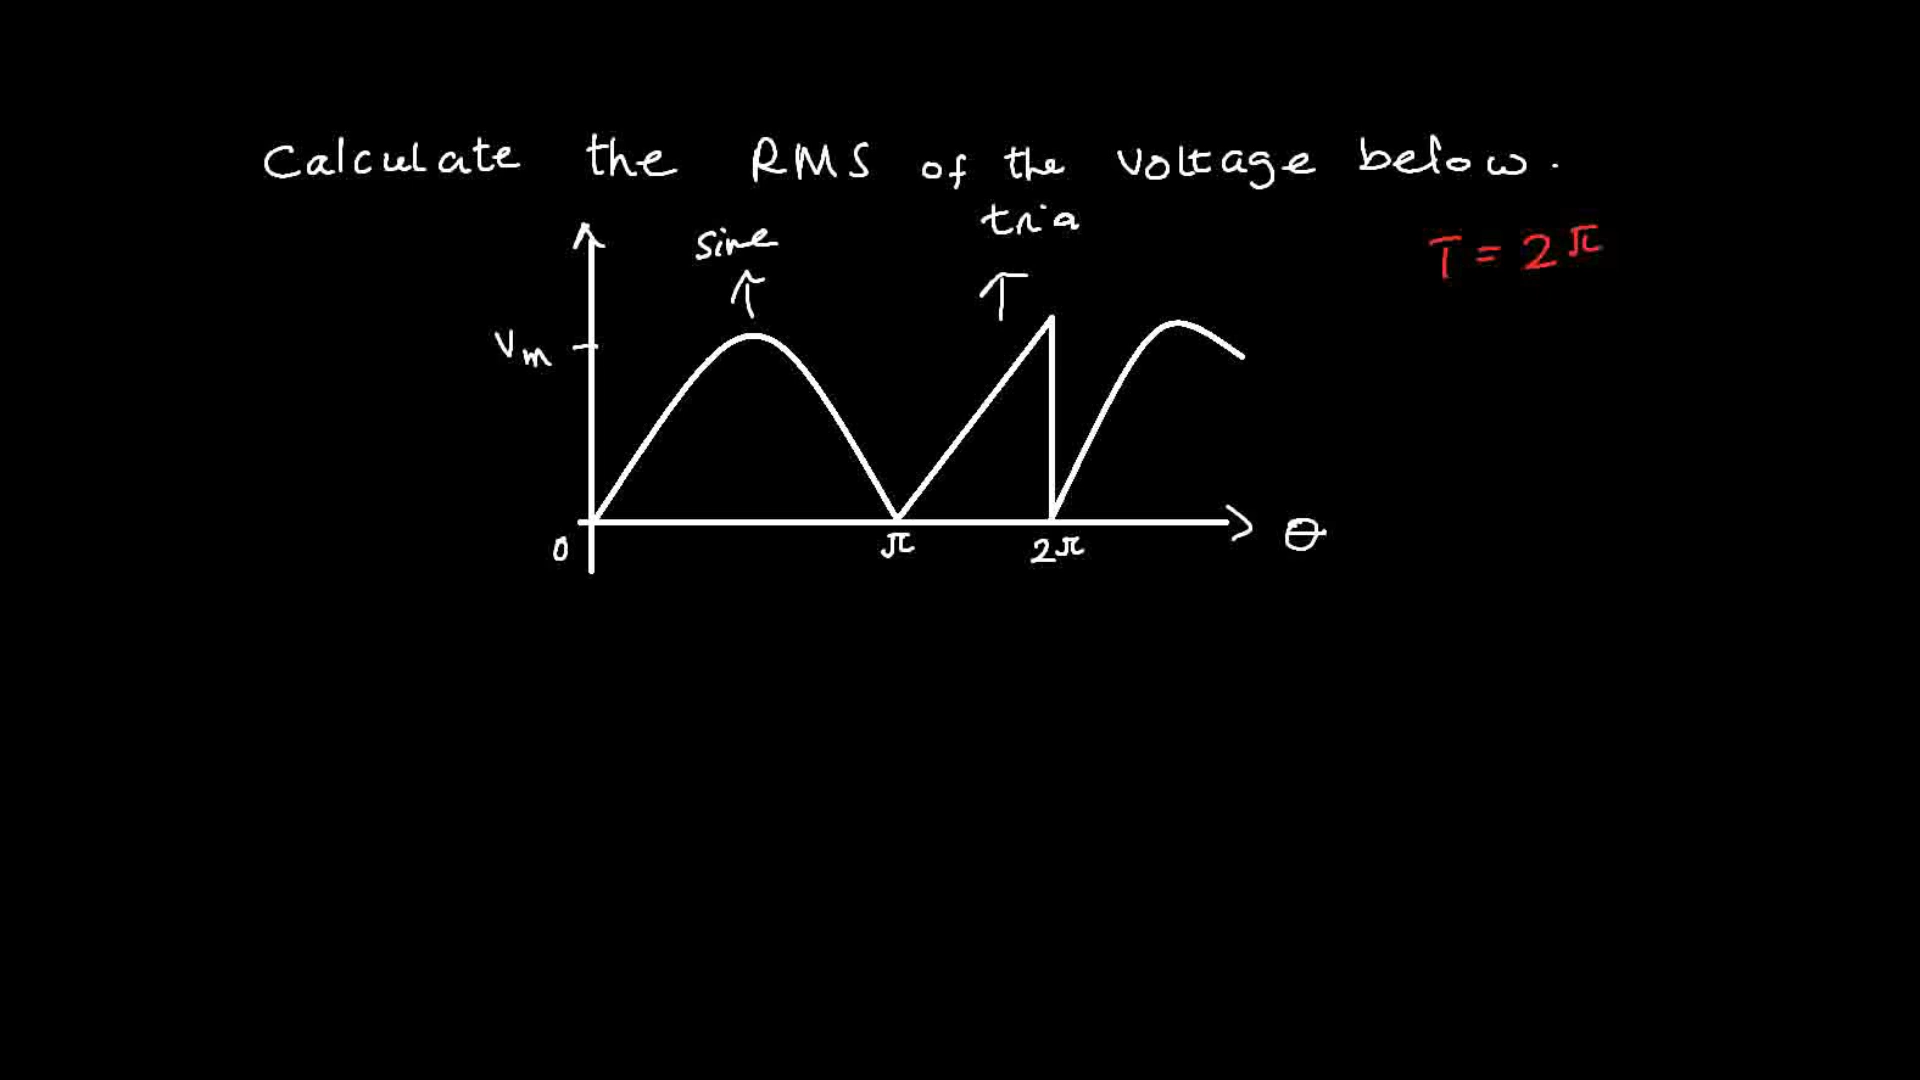 Calculate the RMS of the voltage below.
sine
tria
T = 2π
Vm
0
π
2π
θ